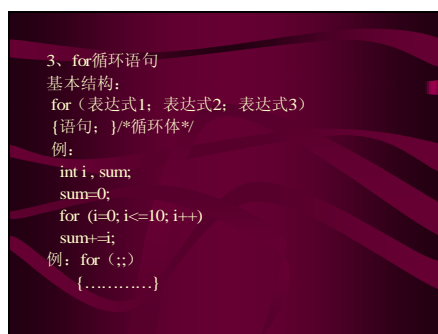 3、for循环语句
基本结构：
for（表达式1；表达式2；表达式3）
{语句；}/*循环体*/
例：
int i , sum;
sum=0;
for (i=0; i<=10; i++)
sum+=i;
例：for（;;）
{…………}